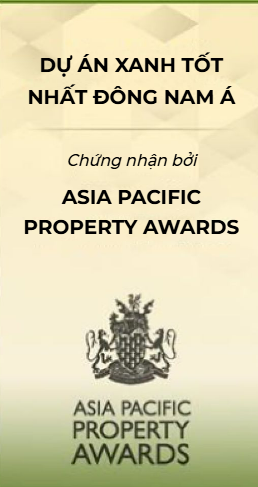 DỰ ÁN XANH TỐT
NHẤT ĐÔNG NAM Á
Chứng nhận bởi
ASIA PACIFIC
PROPERTY AWARDS
ASIA PACIFIC
PROPERTY
AWARDS